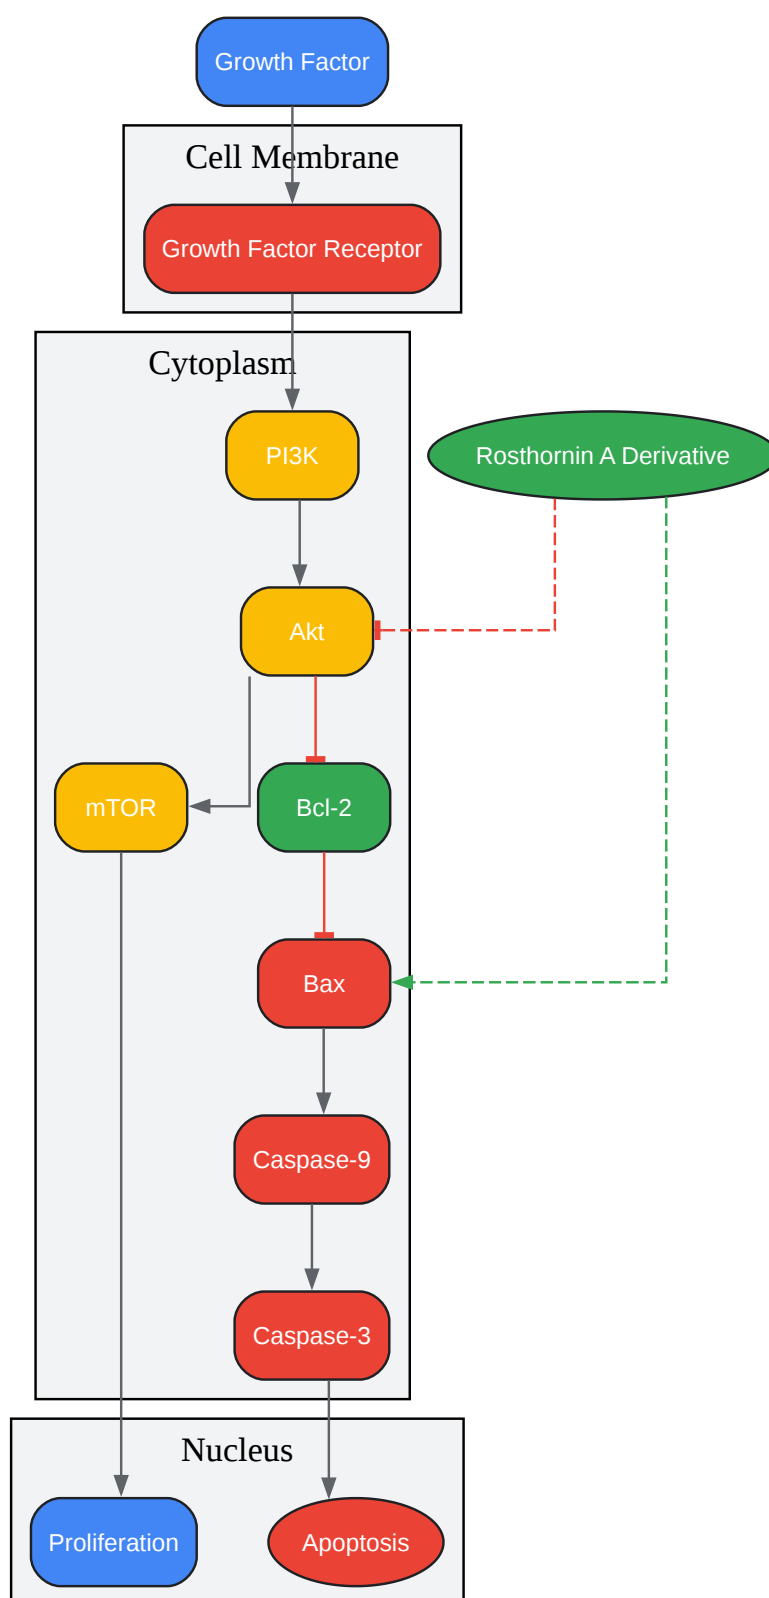 Growth Factor
Cell Membrane
Growth Factor Receptor
Cytoplasm
PI3K
Rosthornin A Derivative
Akt
mTOR
Bcl-2
Bax
Caspase-9
Caspase-3
Nucleus
Proliferation
Apoptosis